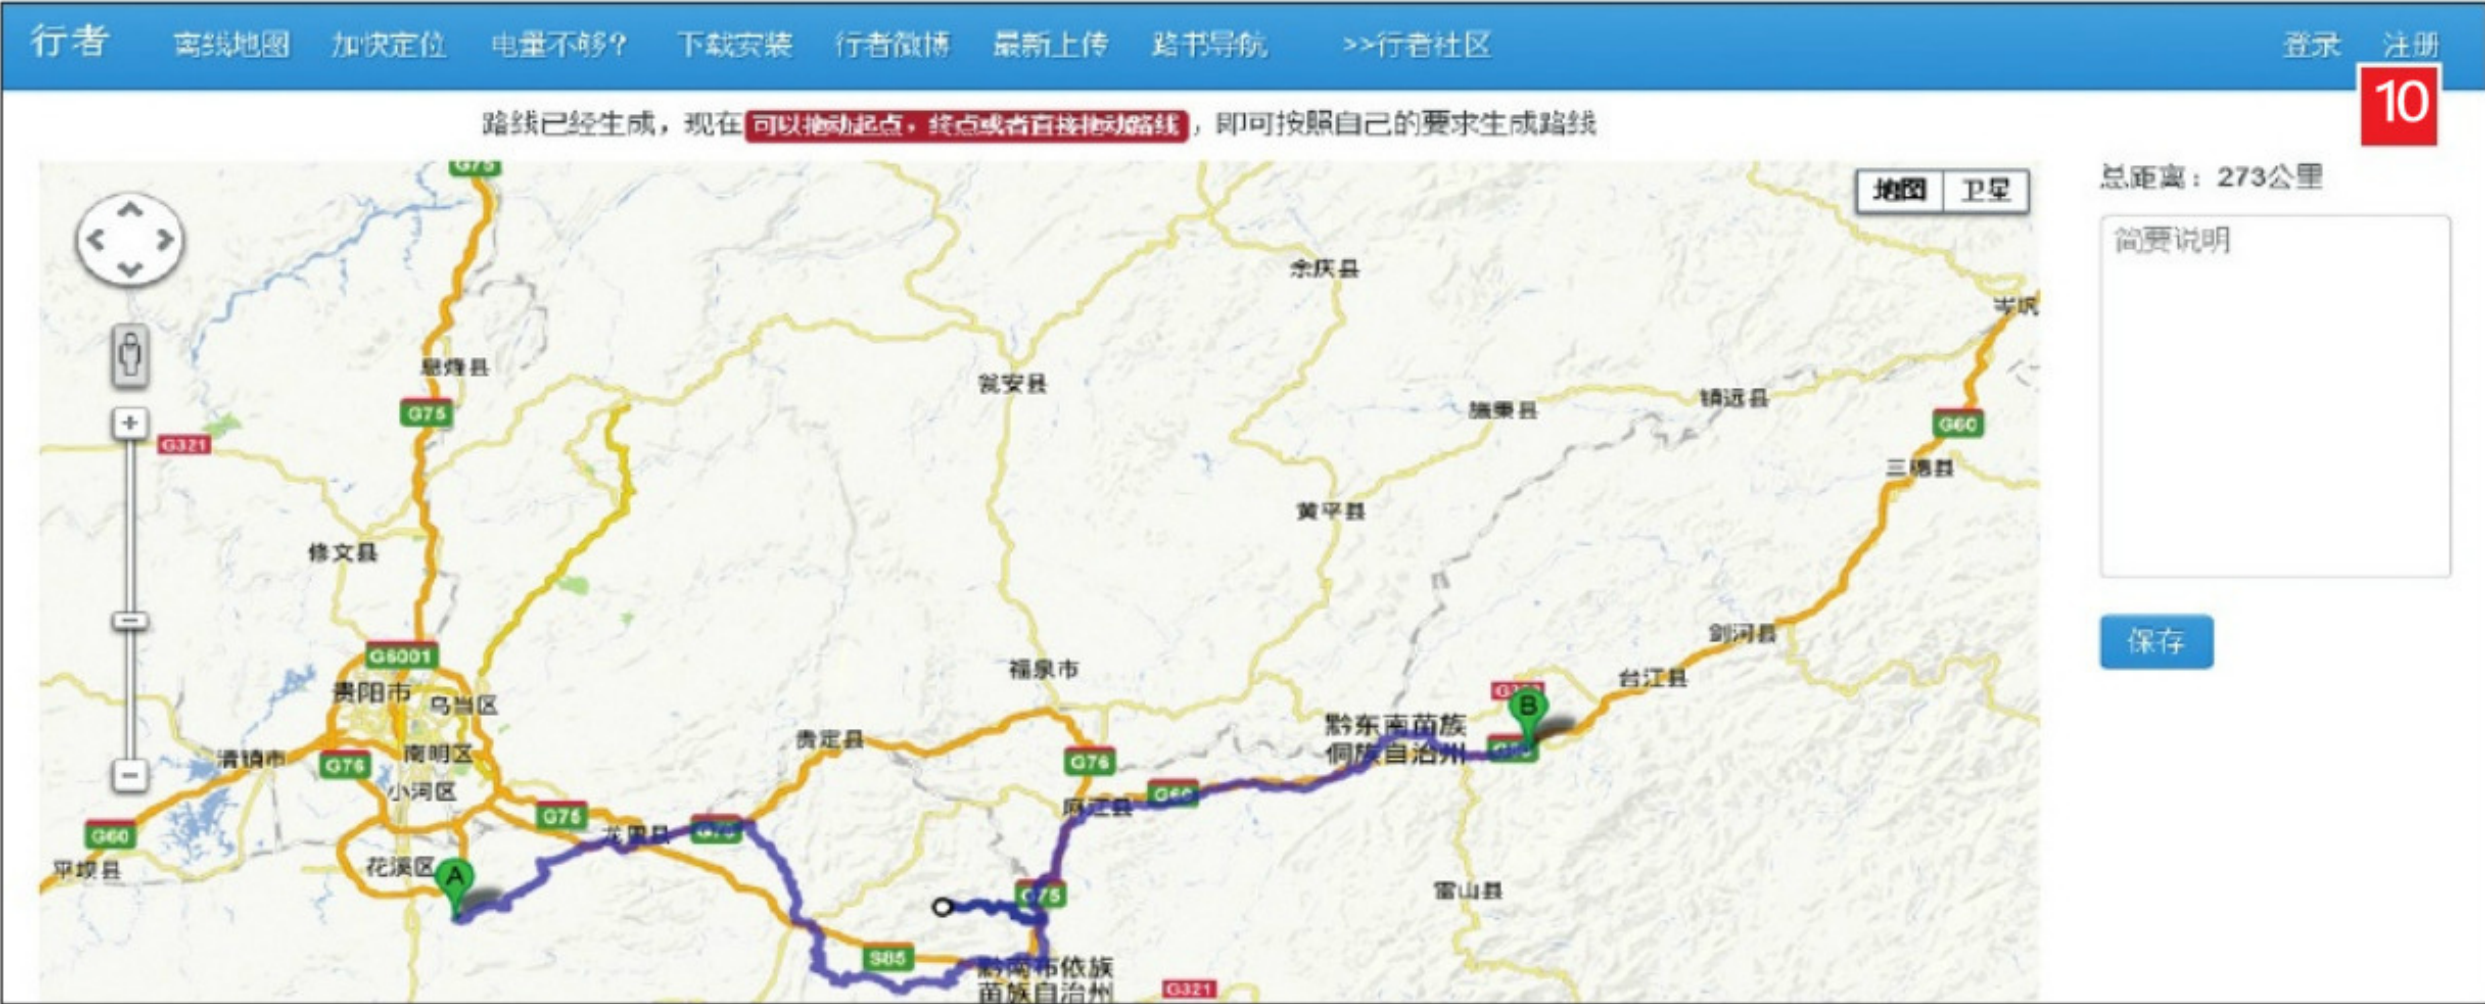 行者 离线地图 加快定位 电量不够? 下载安装 行者微博 最新上传 路书导航 >>行者社区 登录 注册
10
路线已经生成，现在可以拖动起点，终点或者直接拖动路线，即可按照自己的要求生成路线
总距离：273公里
简要说明
保存
地图 卫星
G75
余庆县
息烽县
瓮安县
镇远县
施秉县
G75
G60
G321
三穗县
黄平县
修文县
剑河县
G6001
福泉市
台江县
贵阳市
乌当区
黔东南苗族
侗族自治州
B
贵定县
南明区
清镇市
G76
G76
小河区
G60
麻江县
G75
龙里县
G60
平坝县
花溪区
A
G75
雷山县
S85
黔南布依族
苗族自治州
G321